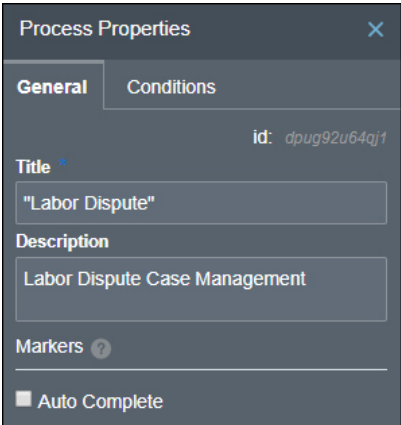 Process Properties ×
General Conditions
id: dpug92u64qj1
Title *
"Labor Dispute"
Description
Labor Dispute Case Management
Markers ?
Auto Complete